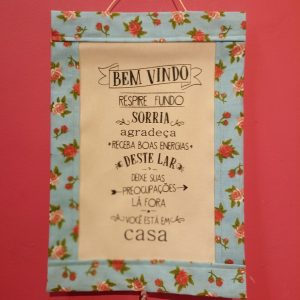 BEM VINDO
RESPIRE FUNDO
SORRIA
agradeça
•RECEBA BOAS ENERGIAS•
DESTE LAR
DEIXE SUAS
PREOCUPAÇÕES
LÁ FORA
VOCÊ ESTÁ EM
casa